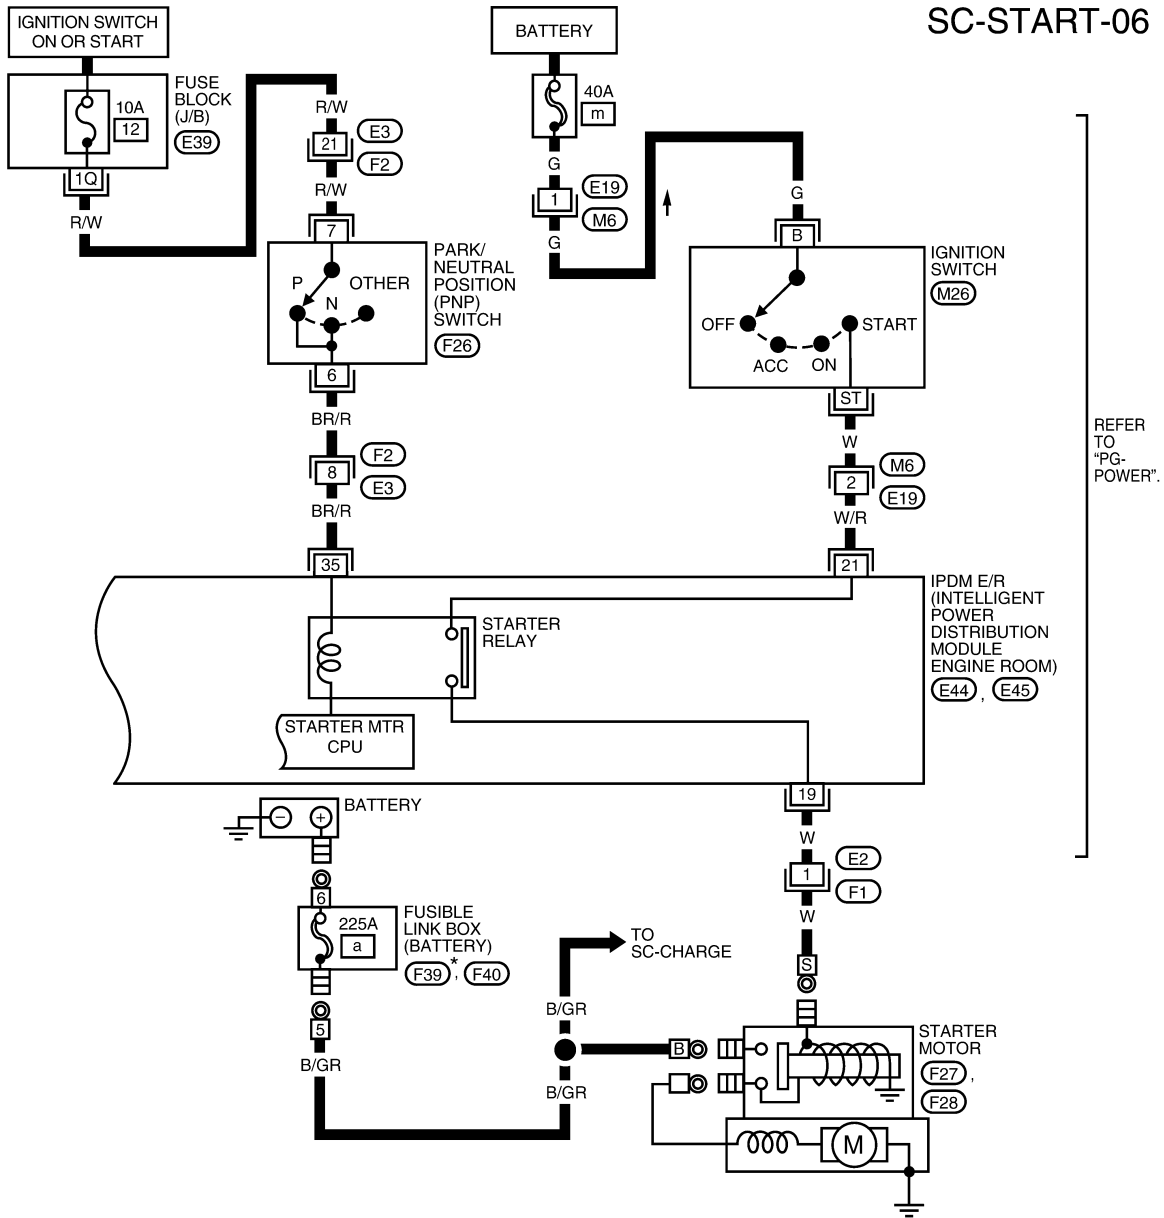 SC-START-06
IGNITION SWITCH
ON OR START
10A
12
FUSE
BLOCK
(J/B)
E39
1Q
R/W
R/W
21
E3
F2
R/W
7
P
OTHER
N
PARK/
NEUTRAL
POSITION
(PNP)
SWITCH
F26
6
BR/R
8
F2
E3
BR/R
35
BATTERY
40A
m
G
1
E19
M6
G
G
B
IGNITION
SWITCH
M26
OFF
START
ACC
ON
ST
W
2
M6
E19
W/R
21
REFER
TO
“PG-
POWER”.
IPDM E/R
(INTELLIGENT
POWER
DISTRIBUTION
MODULE
ENGINE ROOM)
E44 , E45
STARTER
RELAY
STARTER MTR
CPU
19
W
1
E2
F1
W
S
BATTERY
− +
6
225A
a
FUSIBLE
LINK BOX
(BATTERY)
F39 * , F40
5
B/GR
TO
SC-CHARGE
B/GR
B/GR
B
STARTER
MOTOR
F27 ,
F28
M